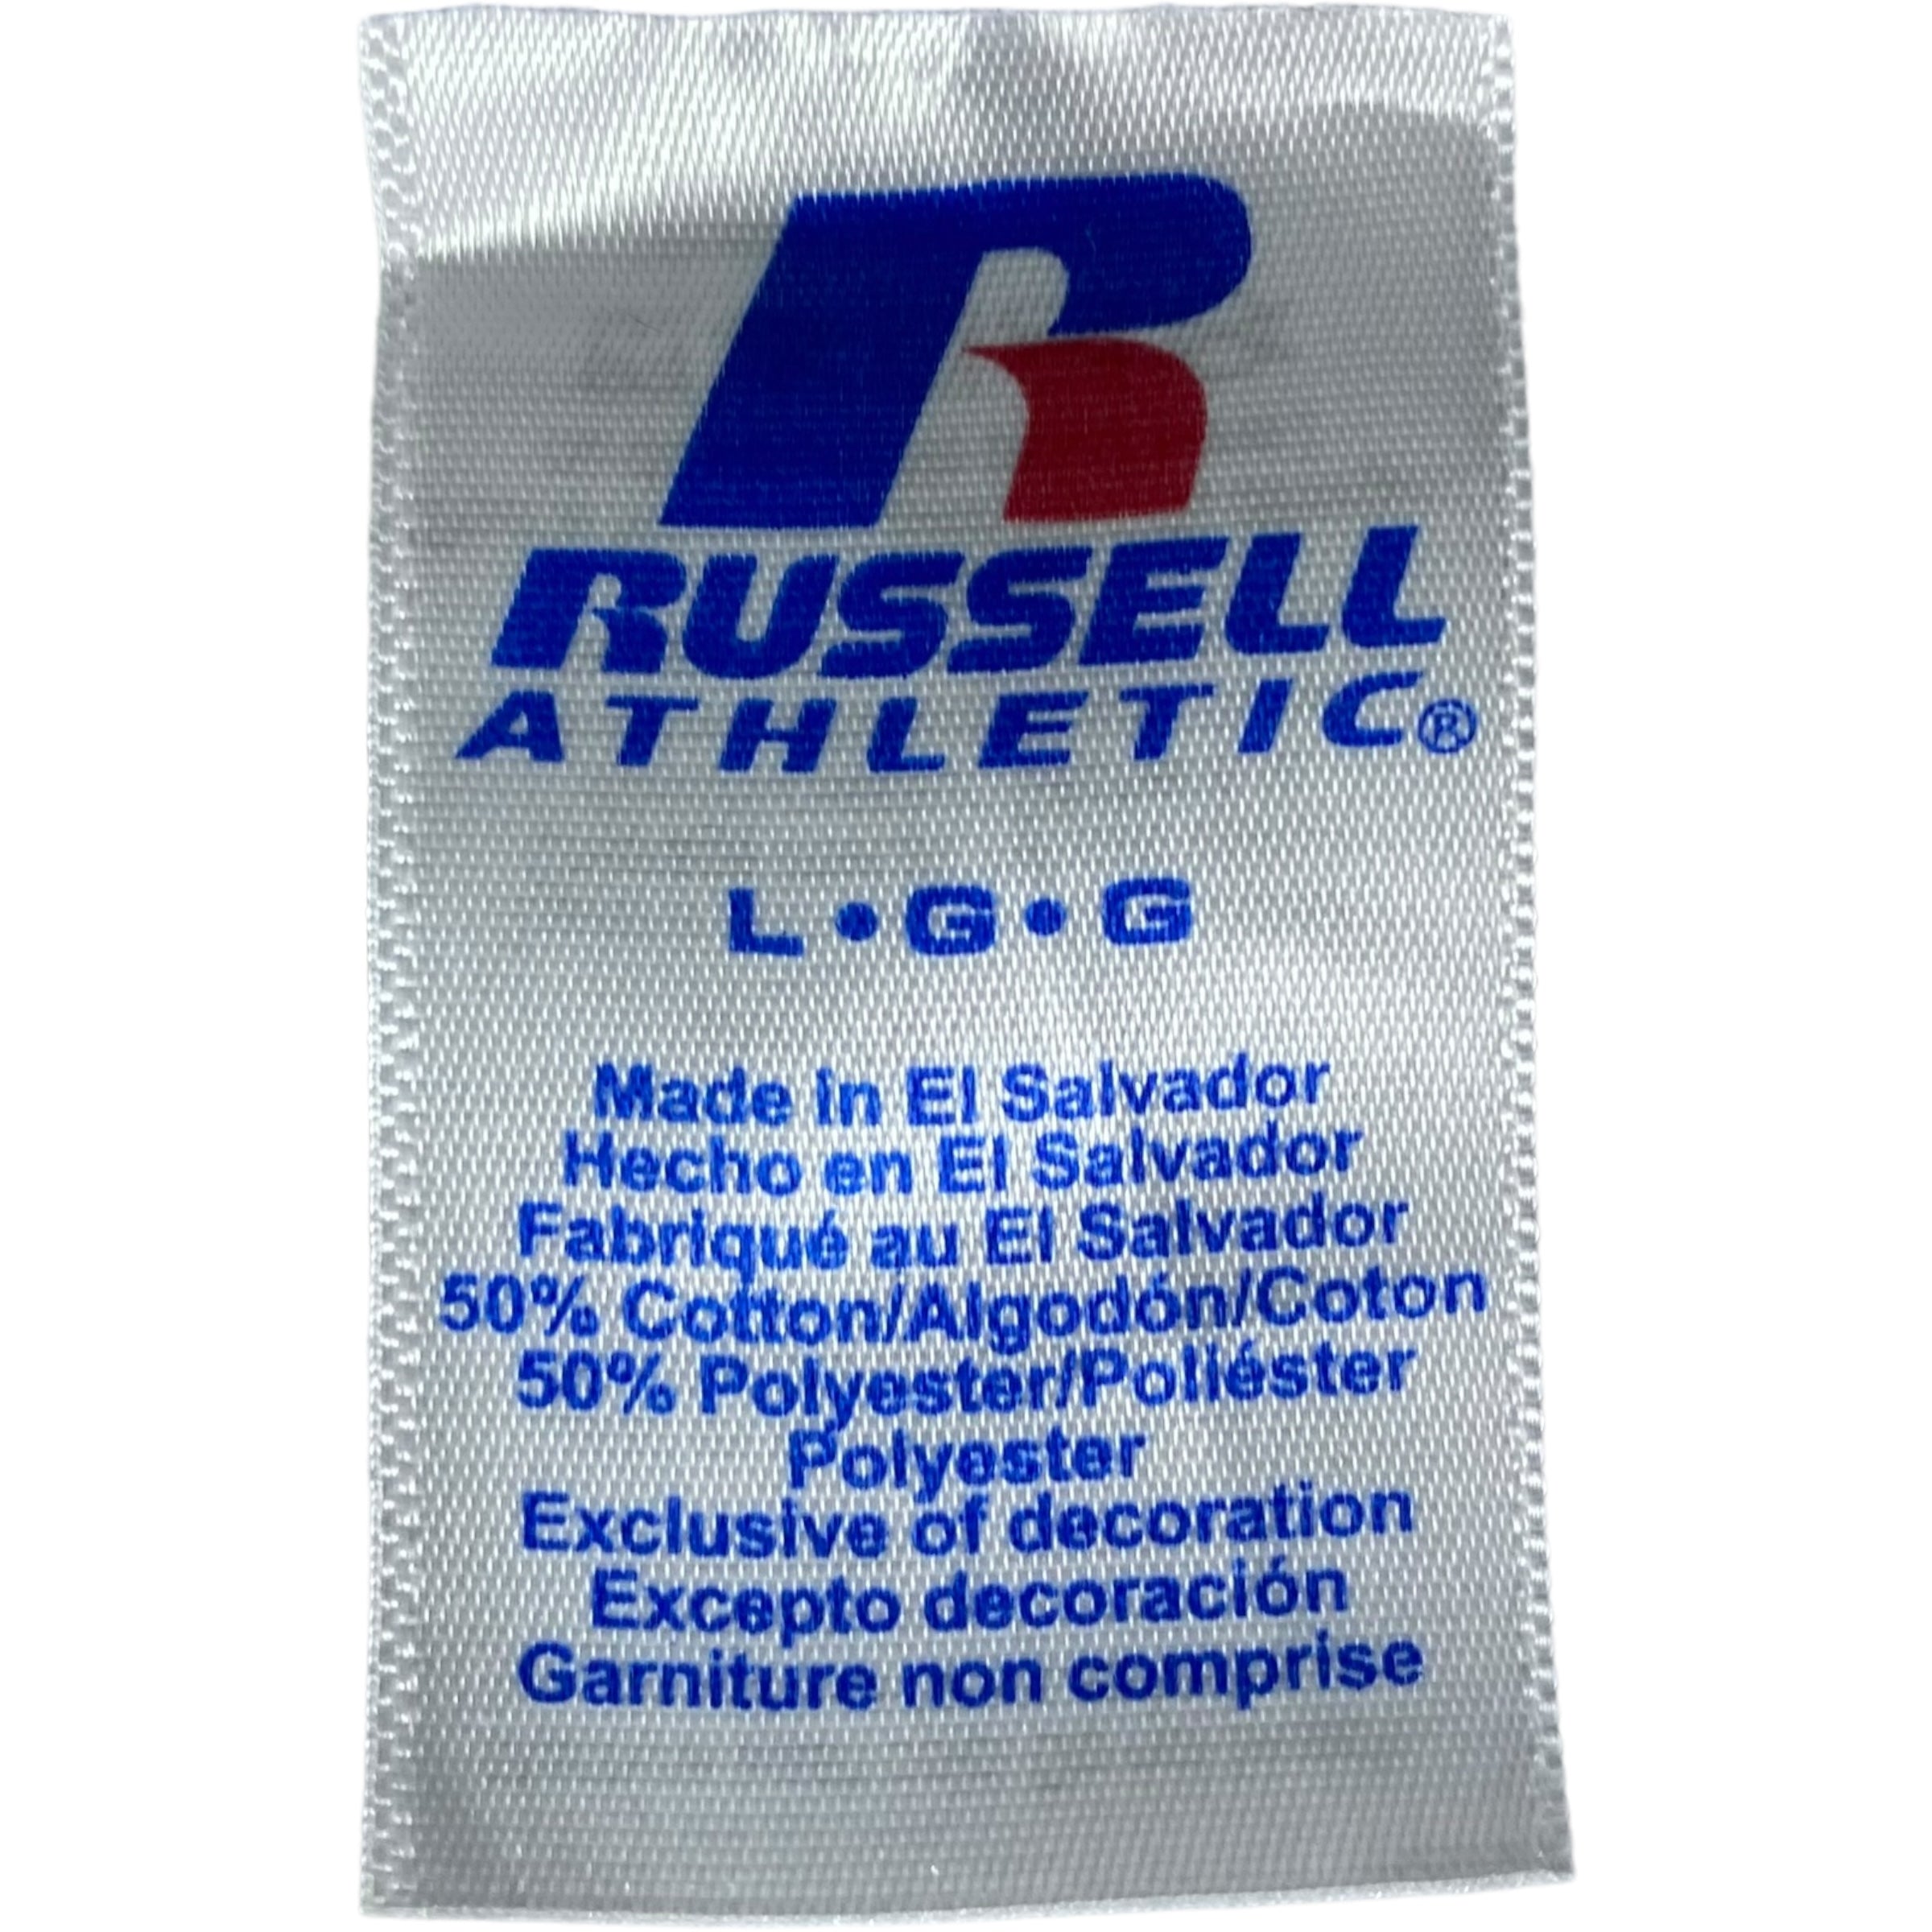 R
RUSSELL
ATHLETIC®
L•G•G
Made in El Salvador
Hecho en El Salvador
Fabriqué au El Salvador
50% Cotton/Algodón/Coton
50% Polyester/Poliéster
Polyester
Exclusive of decoration
Excepto decoración
Garniture non comprise